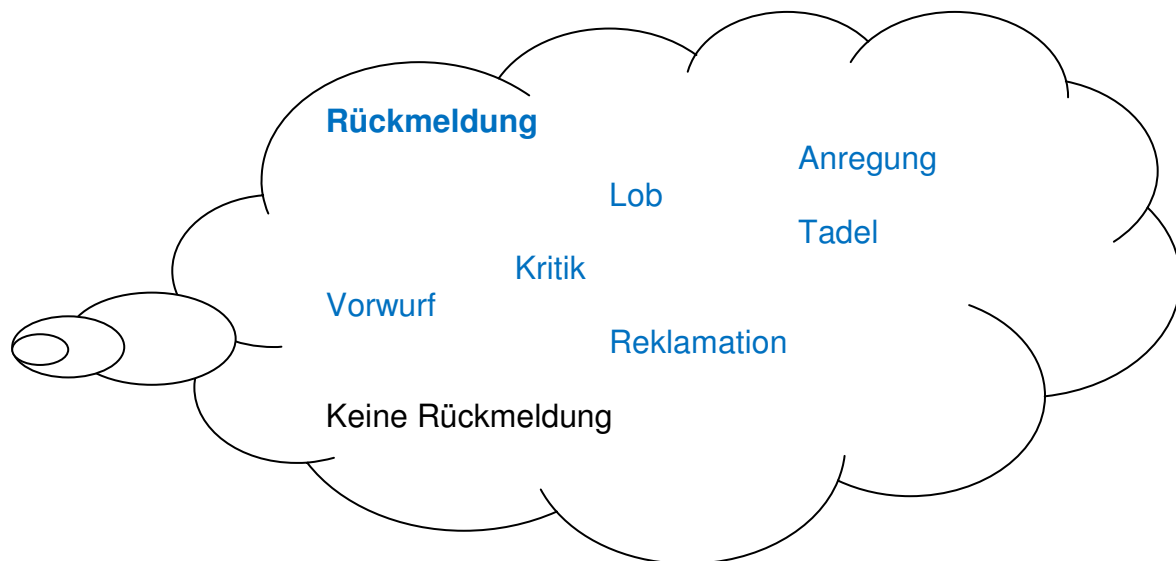 Rückmeldung
Anregung
Lob
Tadel
Kritik
Vorwurf
Reklamation
Keine Rückmeldung